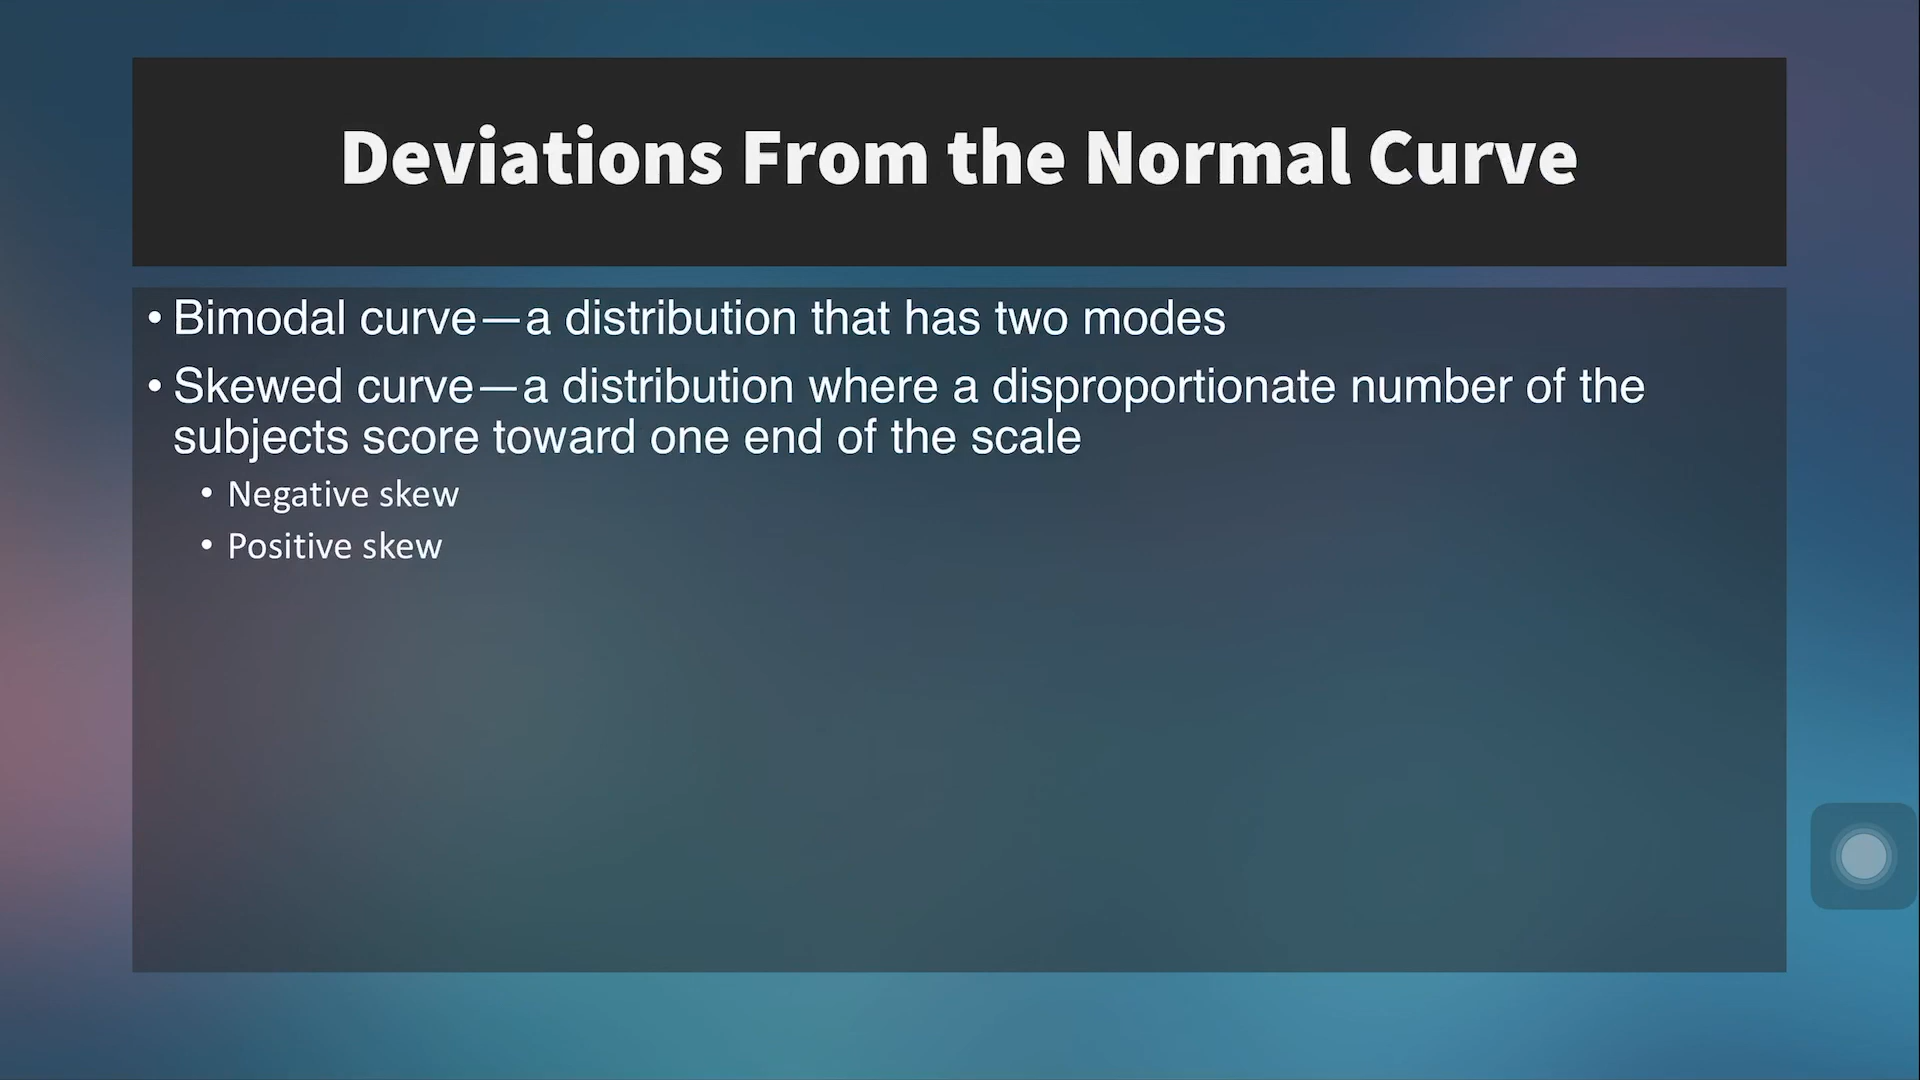 Deviations From the Normal Curve
• Bimodal curve—a distribution that has two modes
• Skewed curve—a distribution where a disproportionate number of the
subjects score toward one end of the scale
• Negative skew
• Positive skew